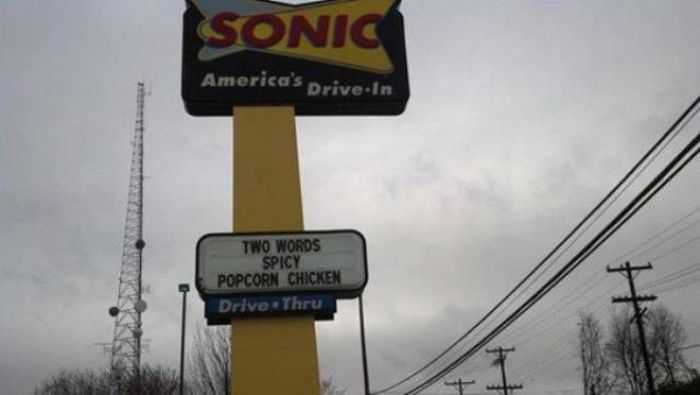 SONIC
America's Drive-In
TWO WORDS
SPICY
POPCORN CHICKEN
Drive•Thru